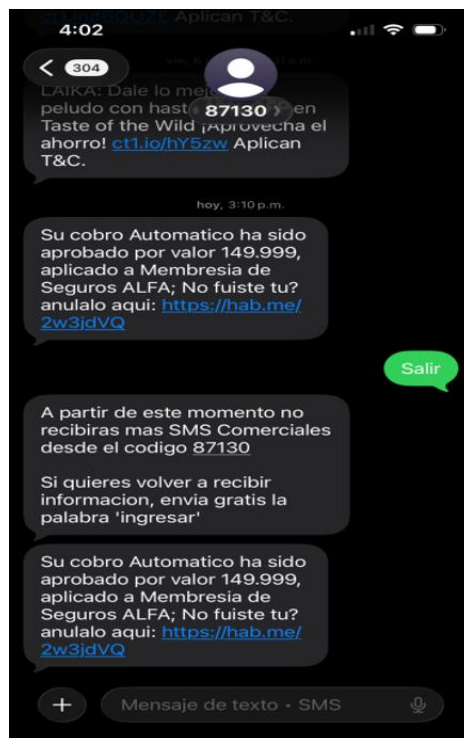 Aplican T&C.
4:02
304
LAIKA: Dale lo
peludo con hast
87130
en
Taste of the Wild ¡Aprovecha el
ahorro! ct1.io/hY5zw Aplican
T&C.
hoy, 3:10 p.m.
Su cobro Automatico ha sido
aprobado por valor 149.999,
aplicado a Membresia de
Seguros ALFA; No fuiste tu?
anulalo aqui: https://hab.me/
2w3jdVQ
Salir
A partir de este momento no
recibiras mas SMS Comerciales
desde el codigo 87130
Si quieres volver a recibir
informacion, envia gratis la
palabra 'ingresar'
Su cobro Automatico ha sido
aprobado por valor 149.999,
aplicado a Membresia de
Seguros ALFA; No fuiste tu?
anulalo aqui: https://hab.me/
2w3jdVQ
Mensaje de texto • SMS